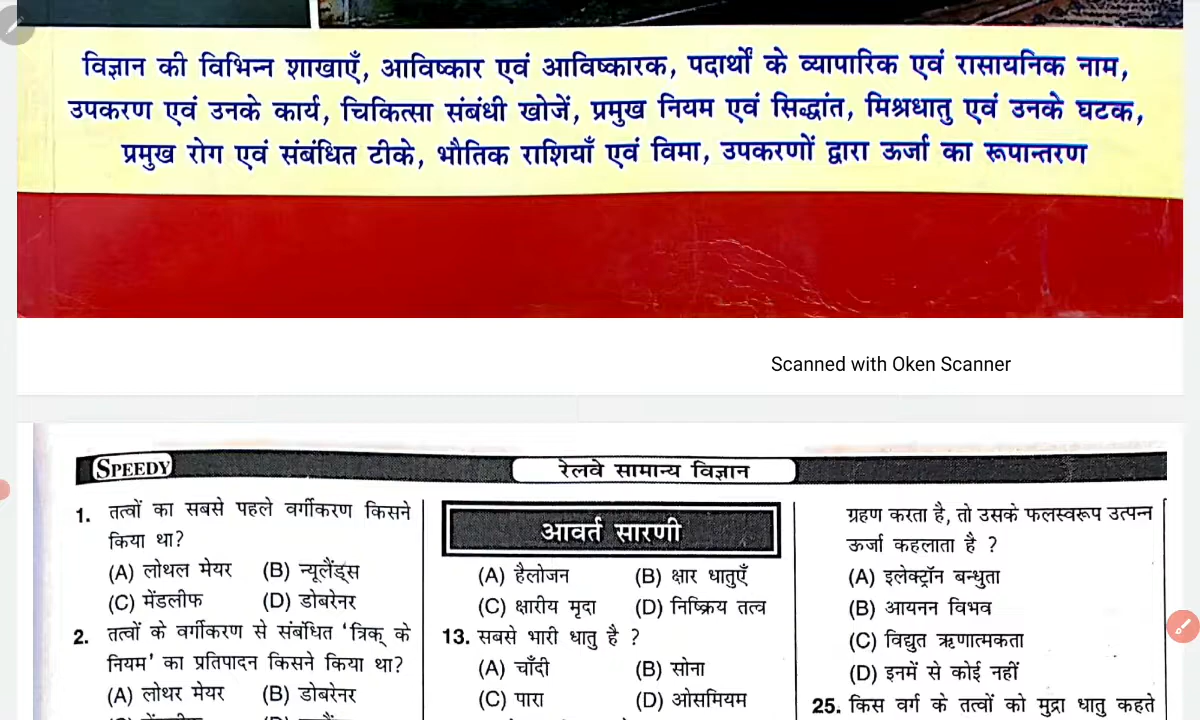 विज्ञान की विभिन्न शाखाएँ, आविष्कार एवं आविष्कारक, पदार्थों के व्यापारिक एवं रासायनिक नाम,
उपकरण एवं उनके कार्य, चिकित्सा संबंधी खोजें, प्रमुख नियम एवं सिद्धांत, मिश्रधातु एवं उनके घटक,
प्रमुख रोग एवं संबंधित टीके, भौतिक राशियाँ एवं विमा, उपकरणों द्वारा ऊर्जा का रूपान्तरण
Scanned with Oken Scanner
SPEEDY
रेलवे सामान्य विज्ञान
1. तत्वों का सबसे पहले वर्गीकरण किसने
किया था?
(A) लोथल मेयर (B) न्यूलैंड्स
(C) मेंडलीफ (D) डोबरेनर
2. तत्वों के वर्गीकरण से संबंधित ‘त्रिक् के
नियम’ का प्रतिपादन किसने किया था?
(A) लोथर मेयर (B) डोबरेनर
आवर्त सारणी
(A) हैलोजन (B) क्षार धातुएँ
(C) क्षारीय मृदा (D) निष्क्रिय तत्व
13. सबसे भारी धातु है ?
(A) चाँदी (B) सोना
(C) पारा (D) ओसमियम
ग्रहण करता है, तो उसके फलस्वरूप उत्पन्न
ऊर्जा कहलाता है ?
(A) इलेक्ट्रॉन बन्धुता
(B) आयनन विभव
(C) विद्युत ऋणात्मकता
(D) इनमें से कोई नहीं
25. किस वर्ग के तत्वों को मुद्रा धातु कहते